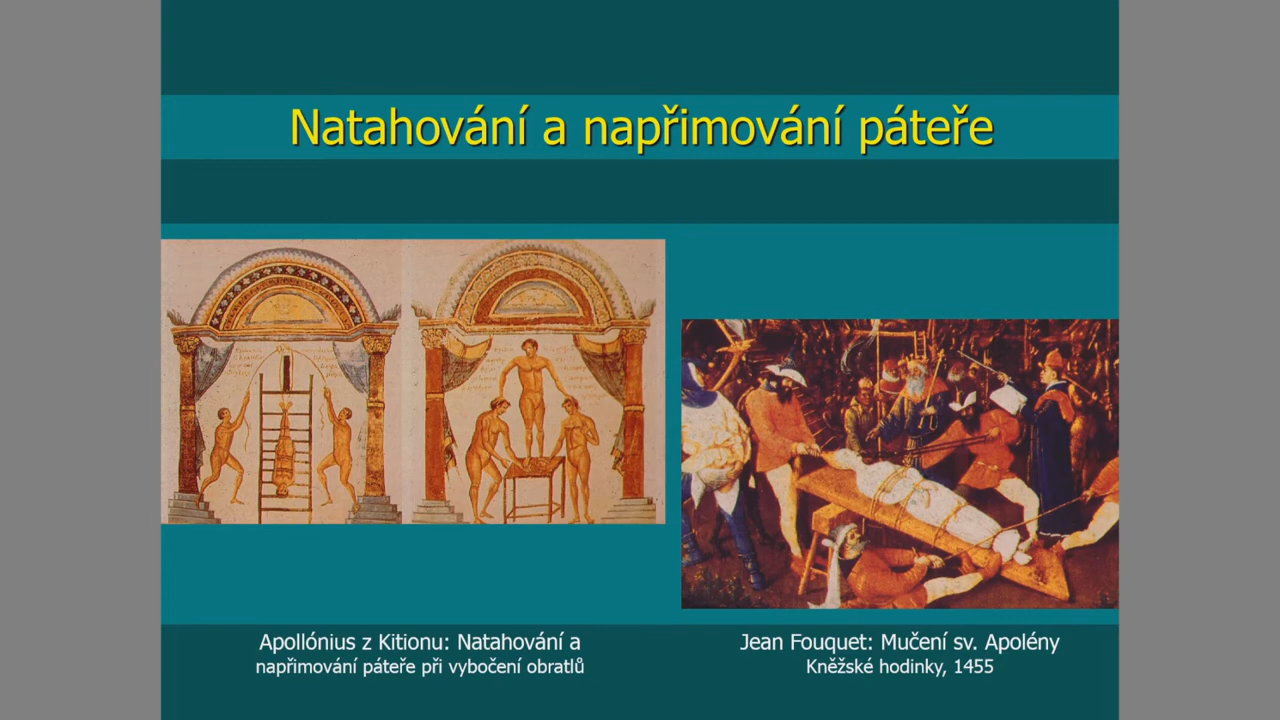 Natahování a napřimování páteře
Apollónius z Kitionu: Natahování a
napřimování páteře při vybočení obratlů
Jean Fouquet: Mučení sv. Apolény
Kněžské hodinky, 1455